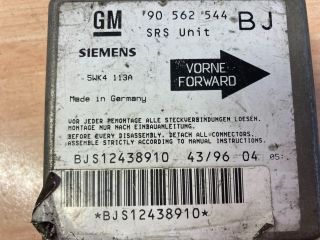 GM '90 562 544 BJ
SRS Unit
SIEMENS
5WK4 113A
VORNE
FORWARD
Made in Germany
VOR JEDER DEMONTAGE ALLE STECKVERBINDUNGEN LOESEN.
MONTAGE NUR NACH EINBAUANLEITUNG.
BEFORE EVERY DISASSEMBLY. DETACH ALL CONNECTORS.
ASSEMBLE STRICTLY ACCORDING TO MANUAL INSTRUCTIONS.
BJS12438910 43/96 04 05:
*BJS12438910*